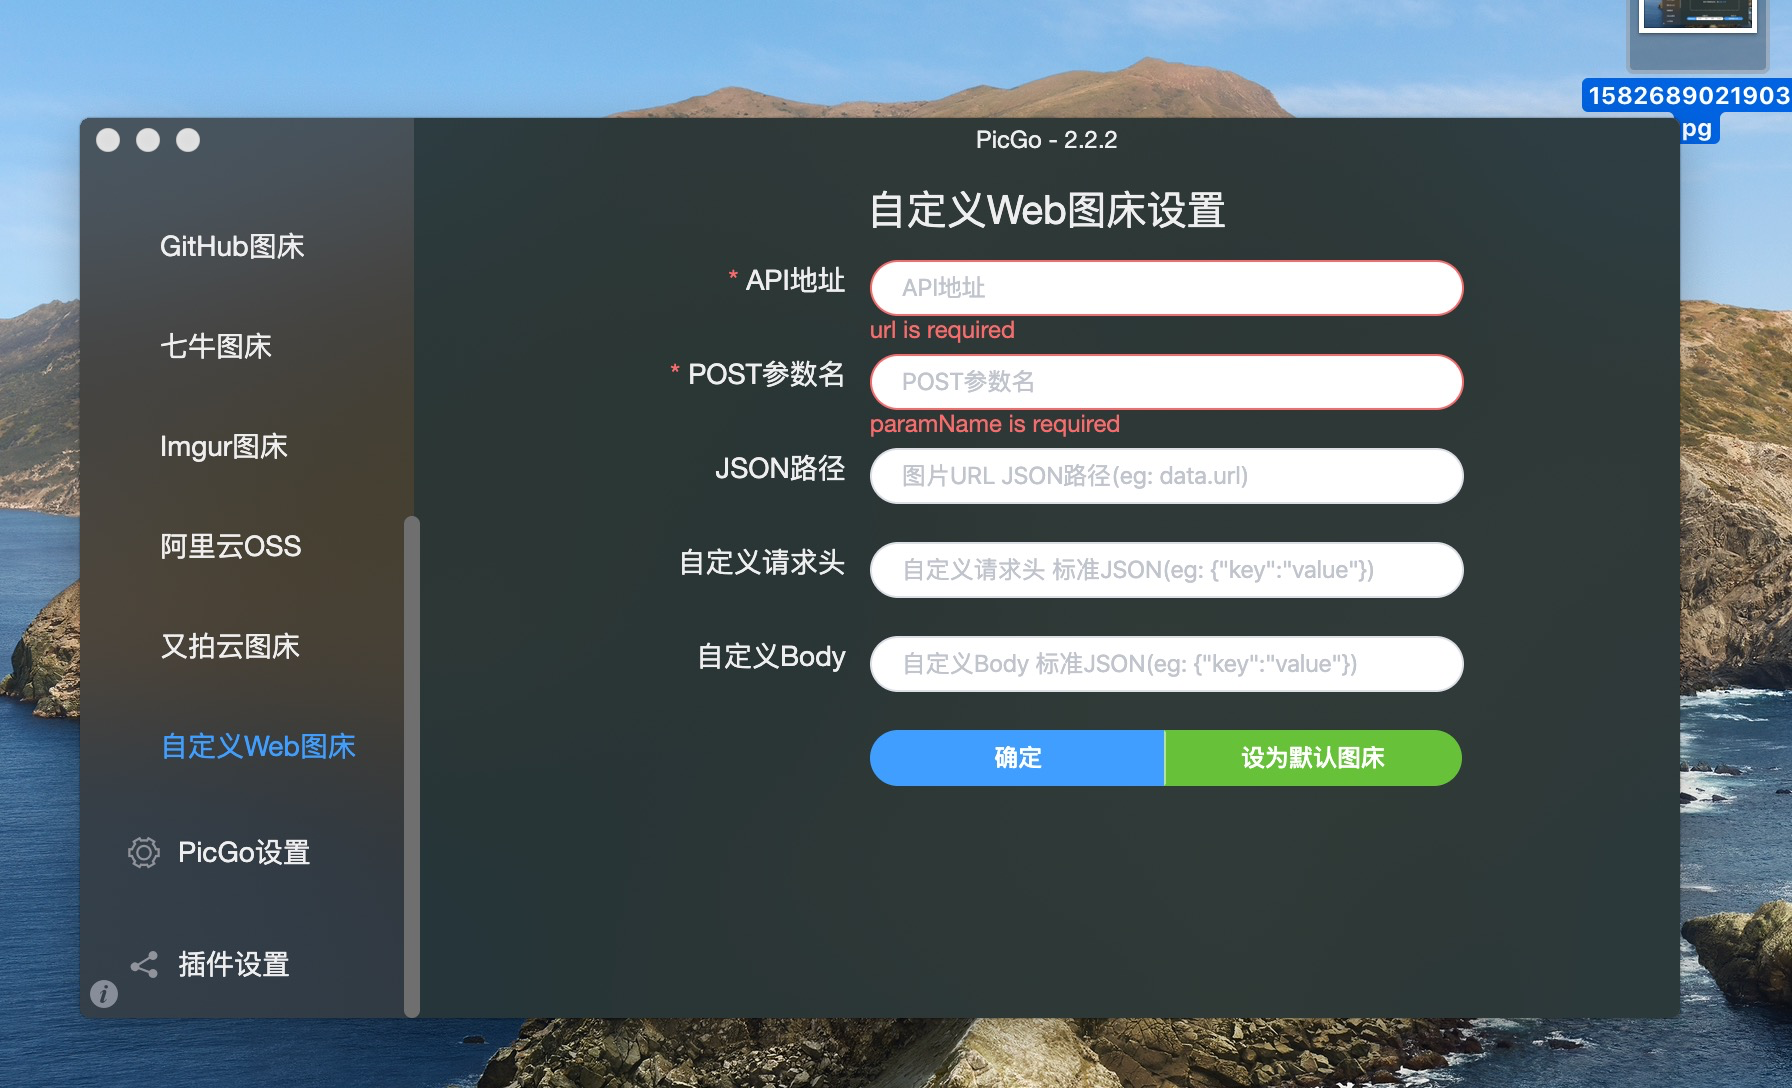 1582689021903
pg
PicGo - 2.2.2
GitHub图床
七牛图床
Imgur图床
阿里云OSS
又拍云图床
自定义Web图床
PicGo设置
插件设置
自定义Web图床设置
* API地址
API地址
url is required
* POST参数名
POST参数名
paramName is required
JSON路径
图片URL JSON路径(eg: data.url)
自定义请求头
自定义请求头 标准JSON(eg: {"key":"value"})
自定义Body
自定义Body 标准JSON(eg: {"key":"value"})
确定
设为默认图床